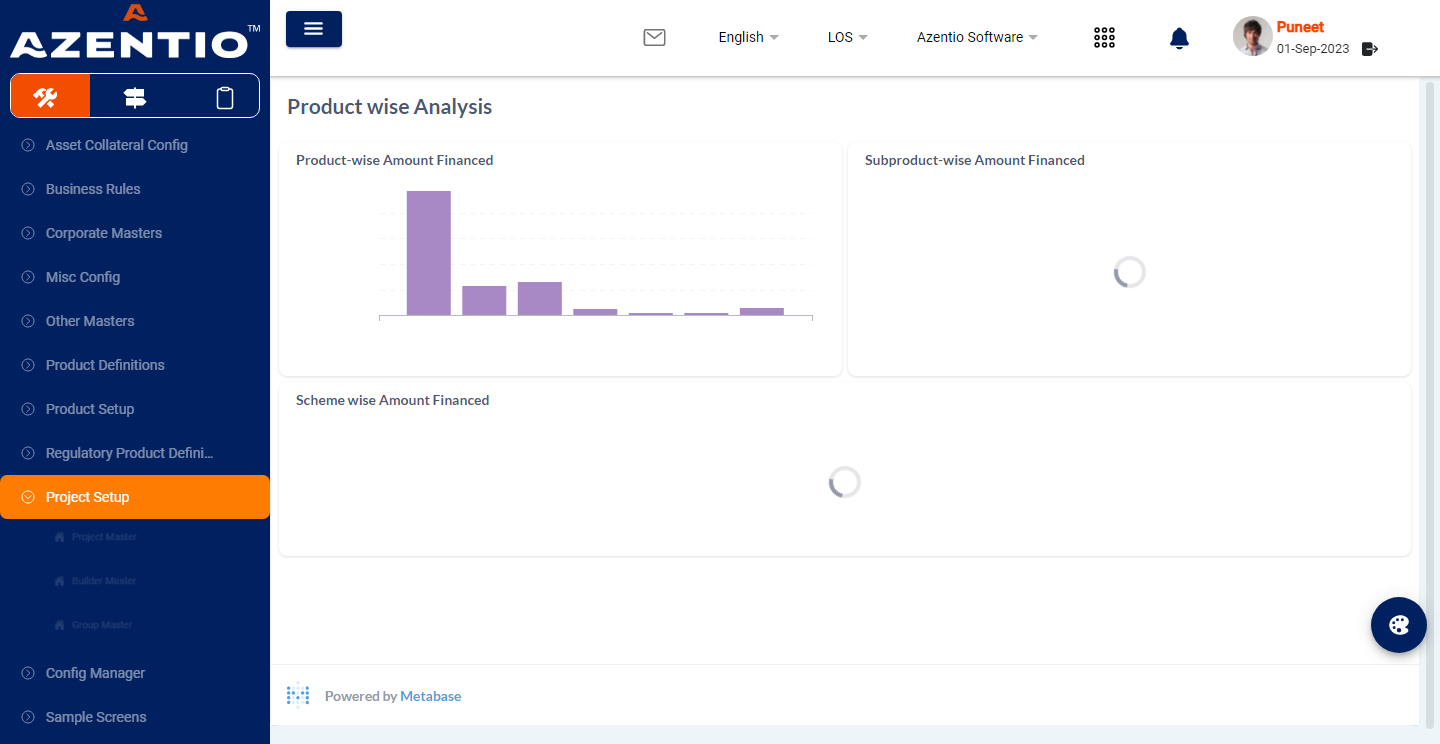 AZENTIO™
English
LOS
Azentio Software
Puneet
01-Sep-2023
Asset Collateral Config
Business Rules
Corporate Masters
Misc Config
Other Masters
Product Definitions
Product Setup
Regulatory Product Defini...
Project Setup
Project Master
Builder Master
Group Master
Config Manager
Sample Screens
Product wise Analysis
Product-wise Amount Financed
Subproduct-wise Amount Financed
Scheme wise Amount Financed
Powered by Metabase